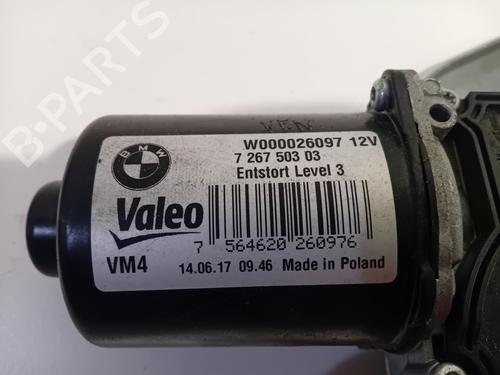 BMW
W000026097 12V
7 267 503 03
Entstort Level 3
Valeo
7 564620 260976
VM4 14.06.17 09.46 Made in Poland